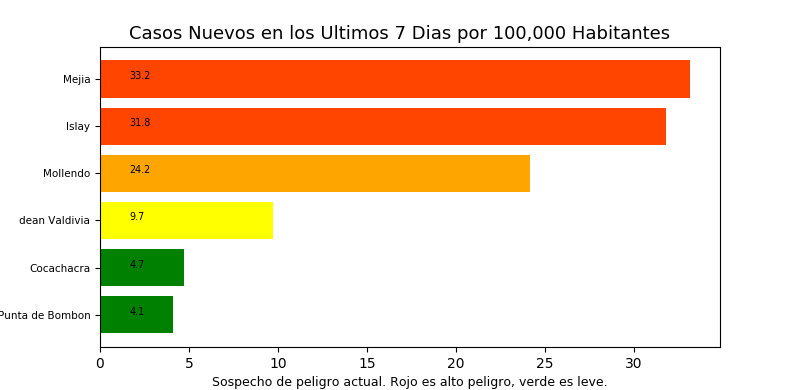 Casos Nuevos en los Ultimos 7 Dias por 100,000 Habitantes
Mejia 33.2
Islay 31.8
Mollendo 24.2
dean Valdivia 9.7
Cocachacra 4.7
Punta de Bombon 4.1
0 5 10 15 20 25 30
Sospecho de peligro actual. Rojo es alto peligro, verde es leve.